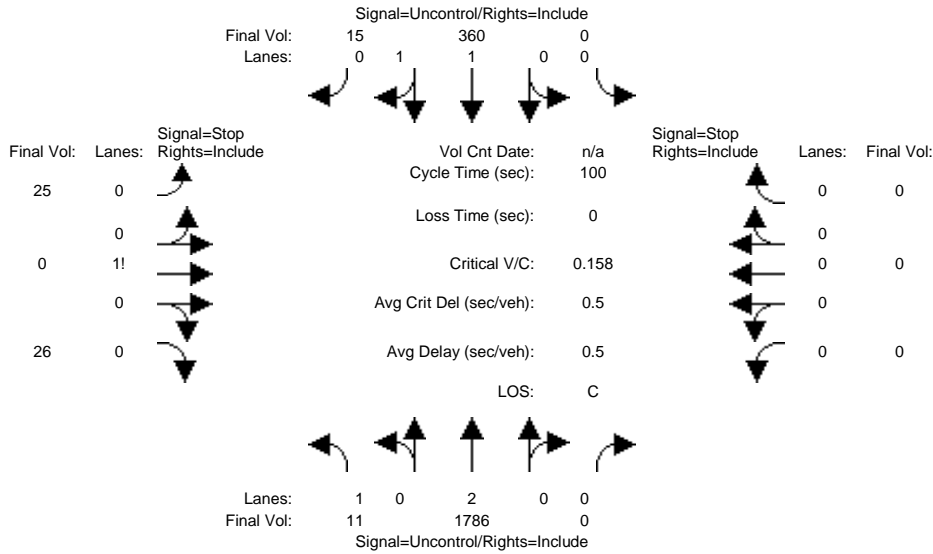 Signal=Uncontrol/Rights=Include
Final Vol: 15 360 0
Lanes: 0 1 1 0 0
Signal=Stop
Final Vol: Lanes: Rights=Include
Vol Cnt Date: n/a
Signal=Stop
Rights=Include Lanes: Final Vol:
Cycle Time (sec): 100
25 0
0 0
Loss Time (sec): 0
0
0
0 1!
Critical V/C: 0.158
0 0
0
Avg Crit Del (sec/veh): 0.5
0
26 0
Avg Delay (sec/veh): 0.5
0 0
LOS: C
Lanes: 1 0 2 0 0
Final Vol: 11 1786 0
Signal=Uncontrol/Rights=Include